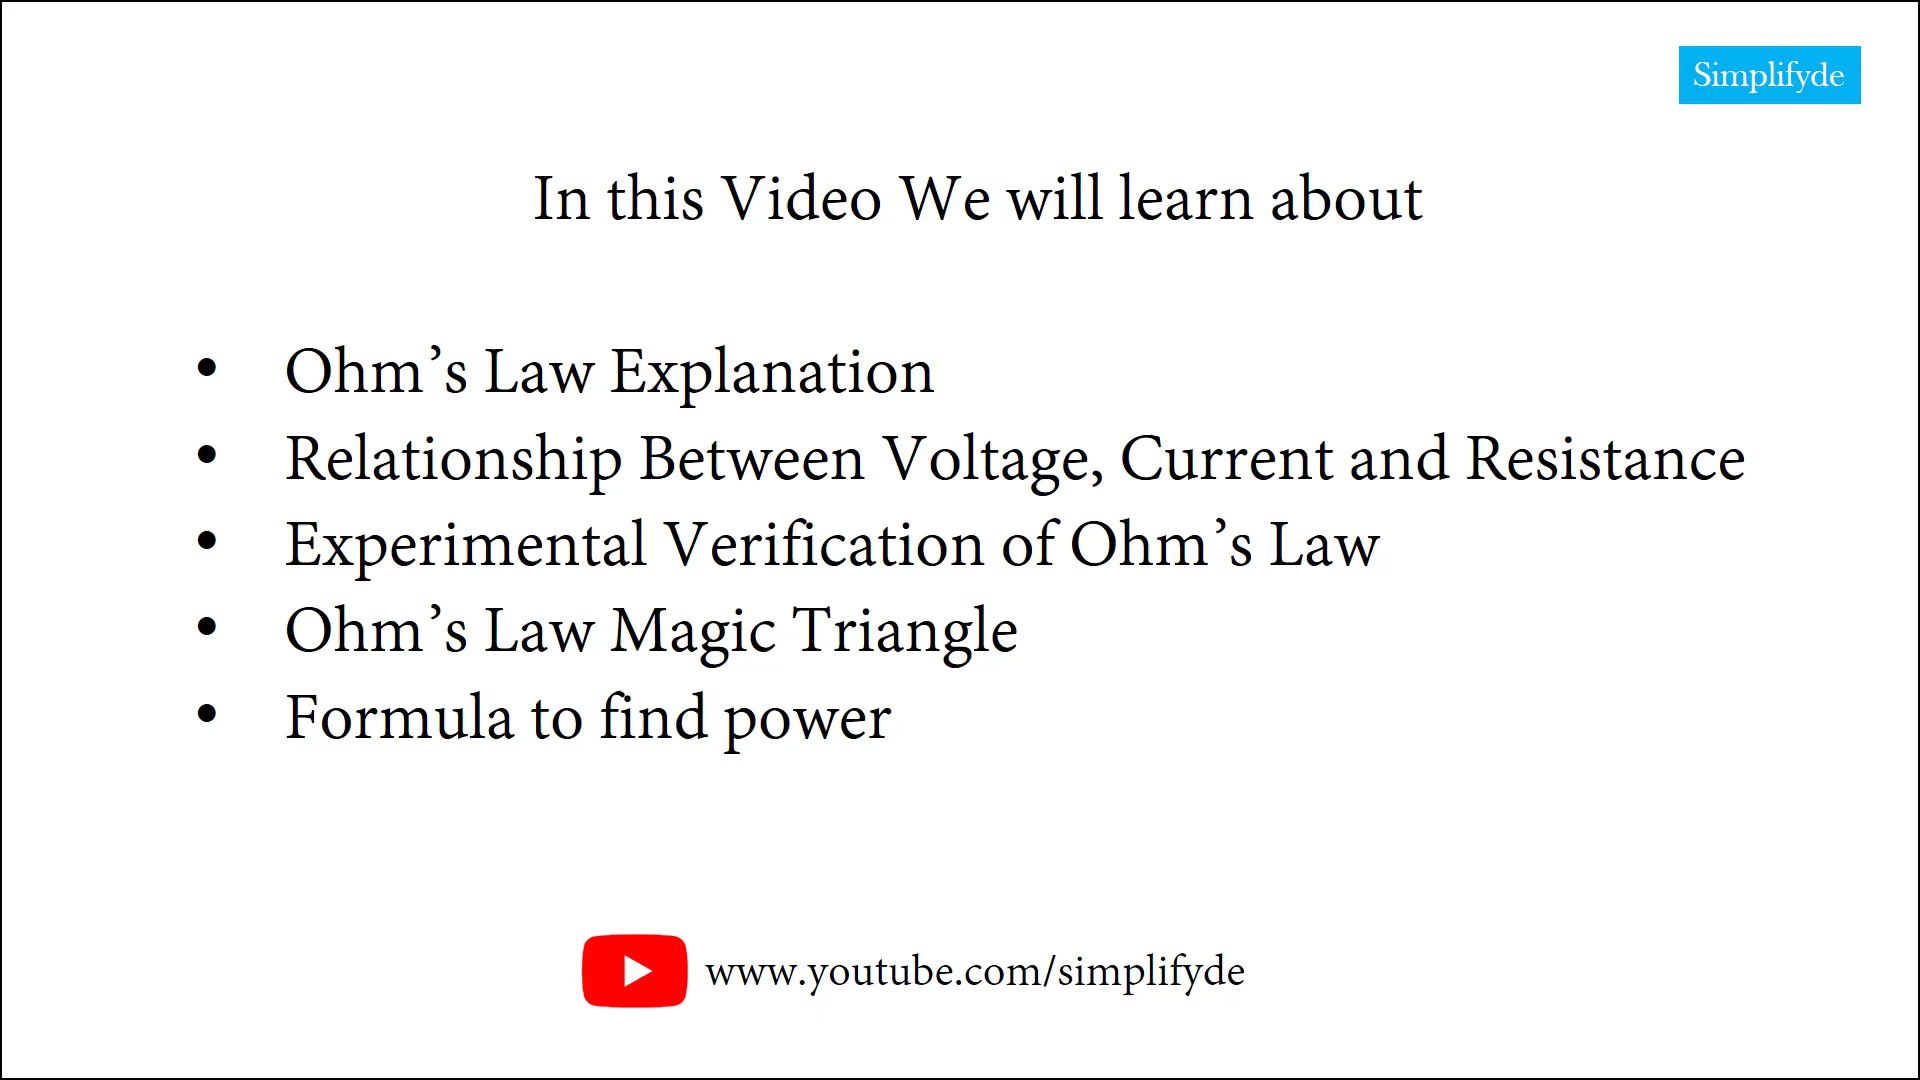 Simplifyde
In this Video We will learn about
• Ohm’s Law Explanation
• Relationship Between Voltage, Current and Resistance
• Experimental Verification of Ohm’s Law
• Ohm’s Law Magic Triangle
• Formula to find power
www.youtube.com/simplifyde